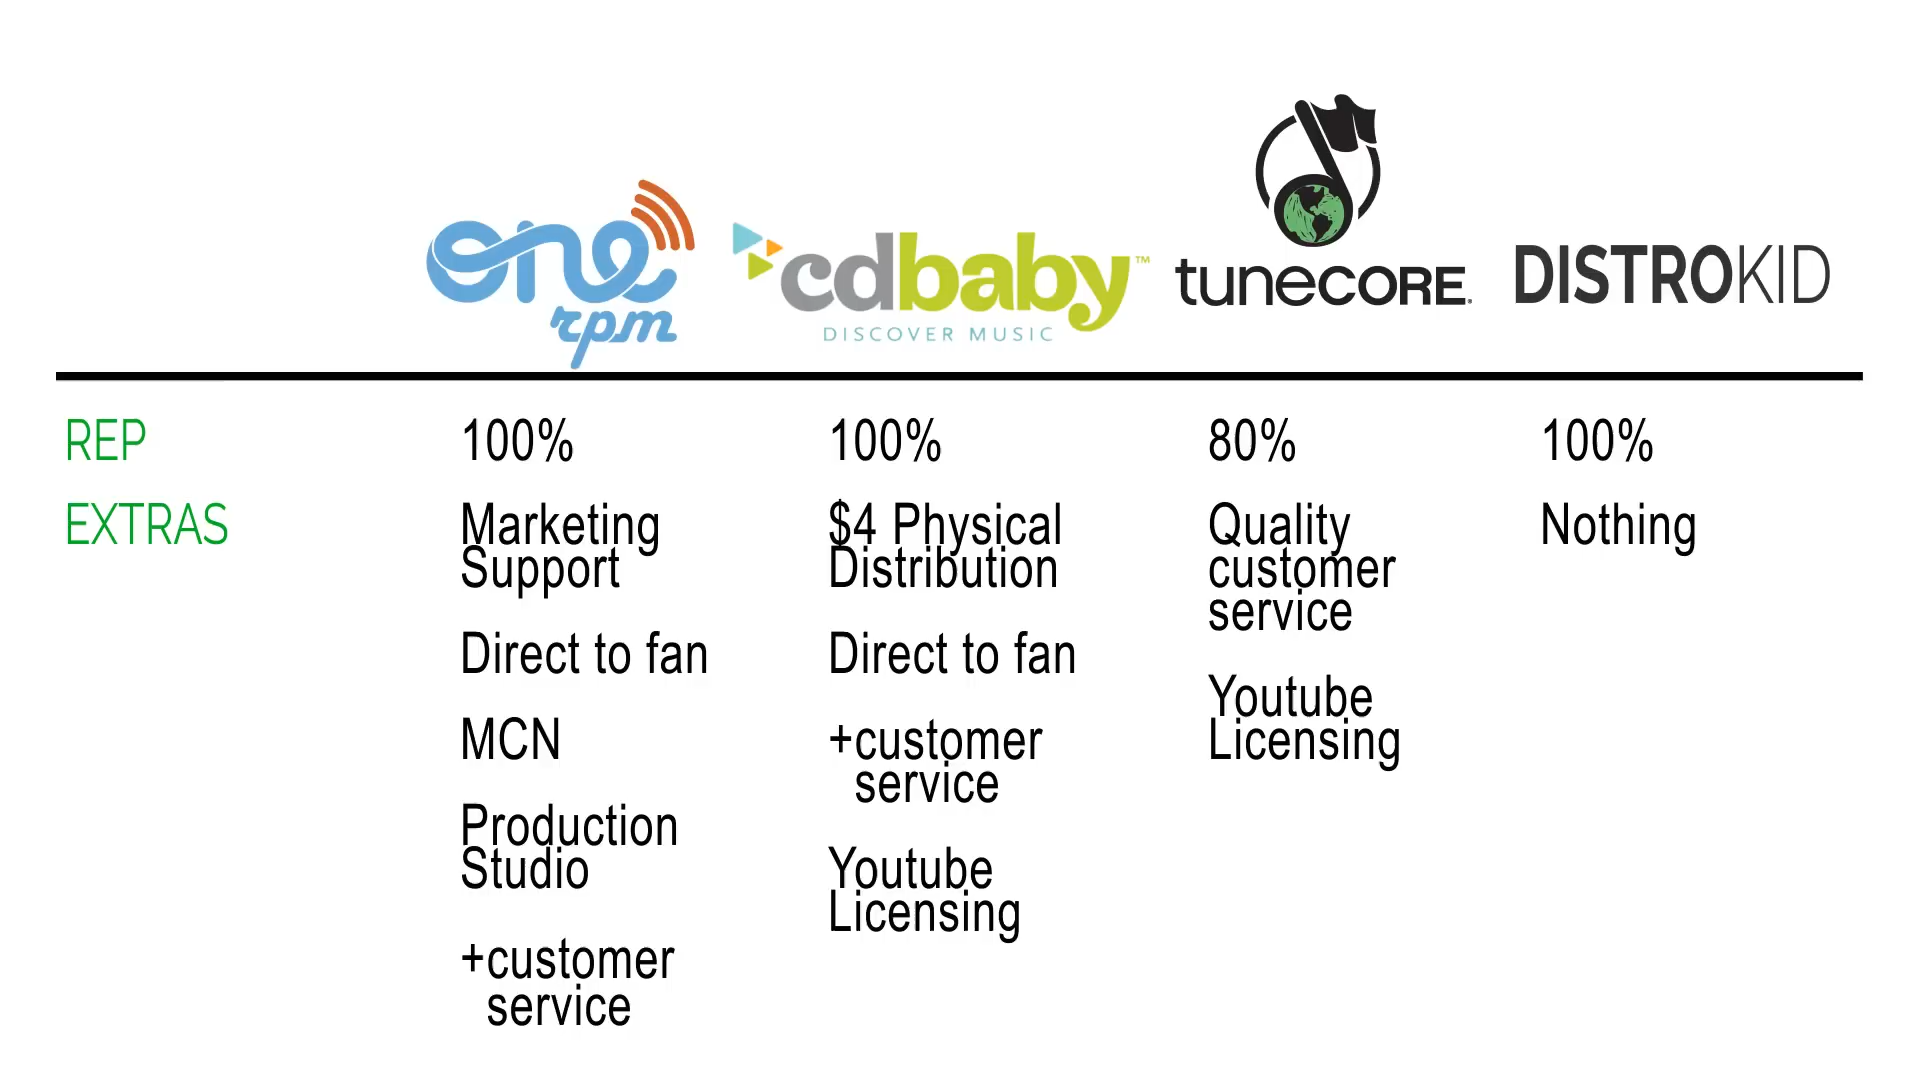 one
rpm
cdbaby™
DISCOVER MUSIC
tunecore.
DISTROKID
REP 100% 100% 80% 100%
EXTRAS
Marketing
Support
Direct to fan
MCN
Production
Studio
+customer
service
$4 Physical
Distribution
Direct to fan
+customer
service
Youtube
Licensing
Quality
customer
service
Youtube
Licensing
Nothing